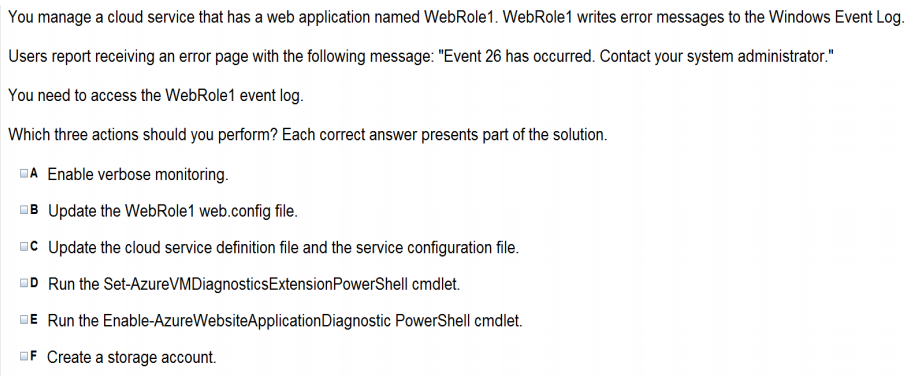 You manage a cloud service that has a web application named WebRole1. WebRole1 writes error messages to the Windows Event Log.
Users report receiving an error page with the following message: "Event 26 has occurred. Contact your system administrator."
You need to access the WebRole1 event log.
Which three actions should you perform? Each correct answer presents part of the solution.
A Enable verbose monitoring.
B Update the WebRole1 web.config file.
C Update the cloud service definition file and the service configuration file.
D Run the Set-AzureVMDiagnosticsExtensionPowerShell cmdlet.
E Run the Enable-AzureWebsiteApplicationDiagnostic PowerShell cmdlet.
F Create a storage account.